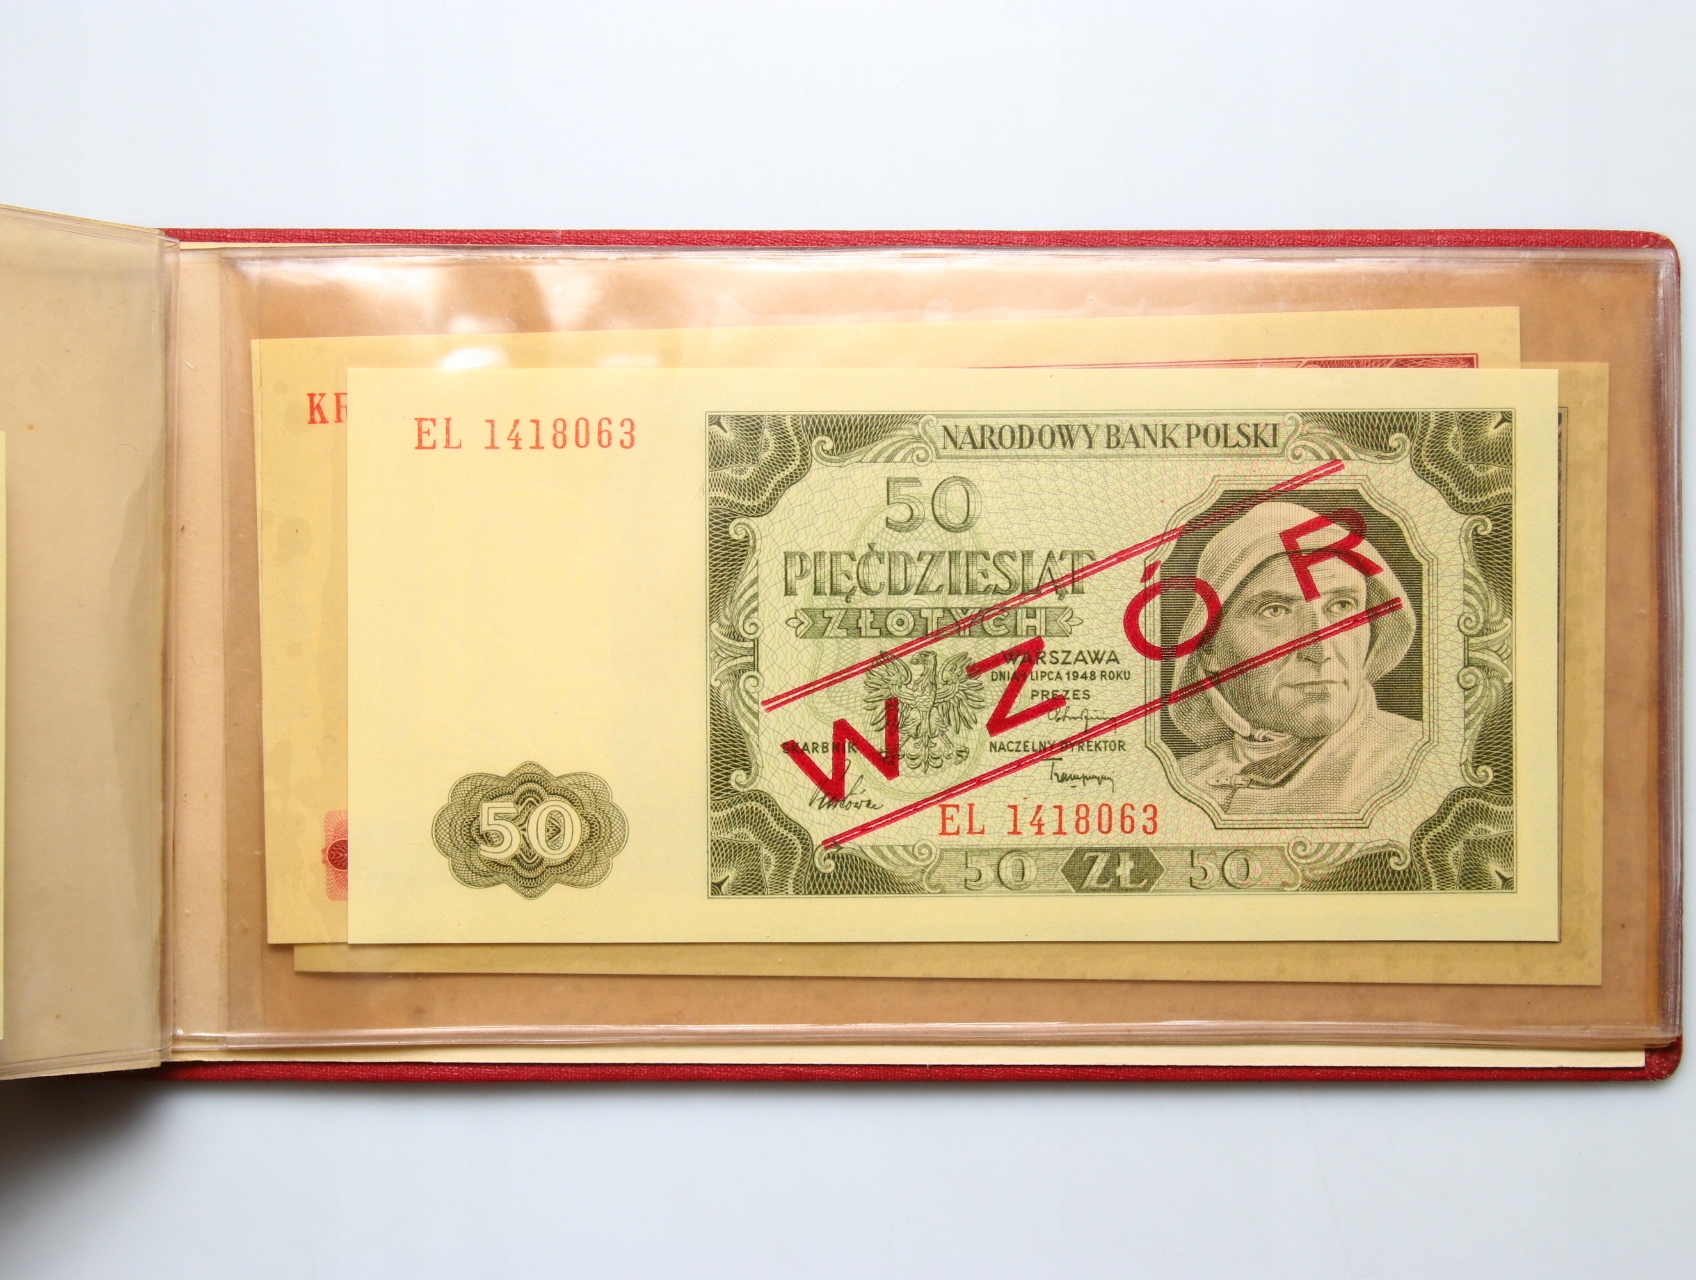 KR
EL 1418063
NARODOWY BANK POLSKI
50
PIĘĆDZIESIĄT
ZŁOTYCH
WARSZAWA
DNIA 1 LIPCA 1948 ROKU
PREZES
SKARBNIK
NACZELNY DYREKTOR
WZÓR
EL 1418063
50
50 ZŁ 50